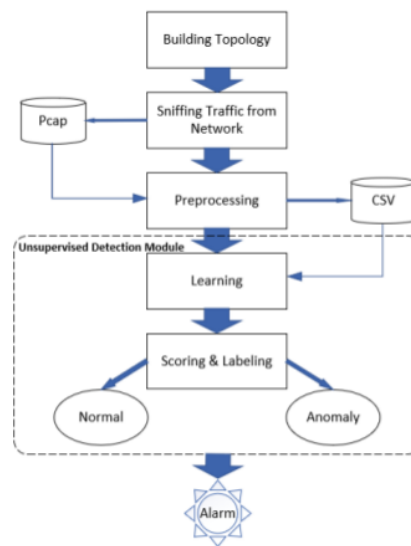 Building Topology
Sniffing Traffic from
Network
Pcap
Preprocessing
CSV
Unsupervised Detection Module
Learning
Scoring & Labeling
Normal
Anomaly
Alarm